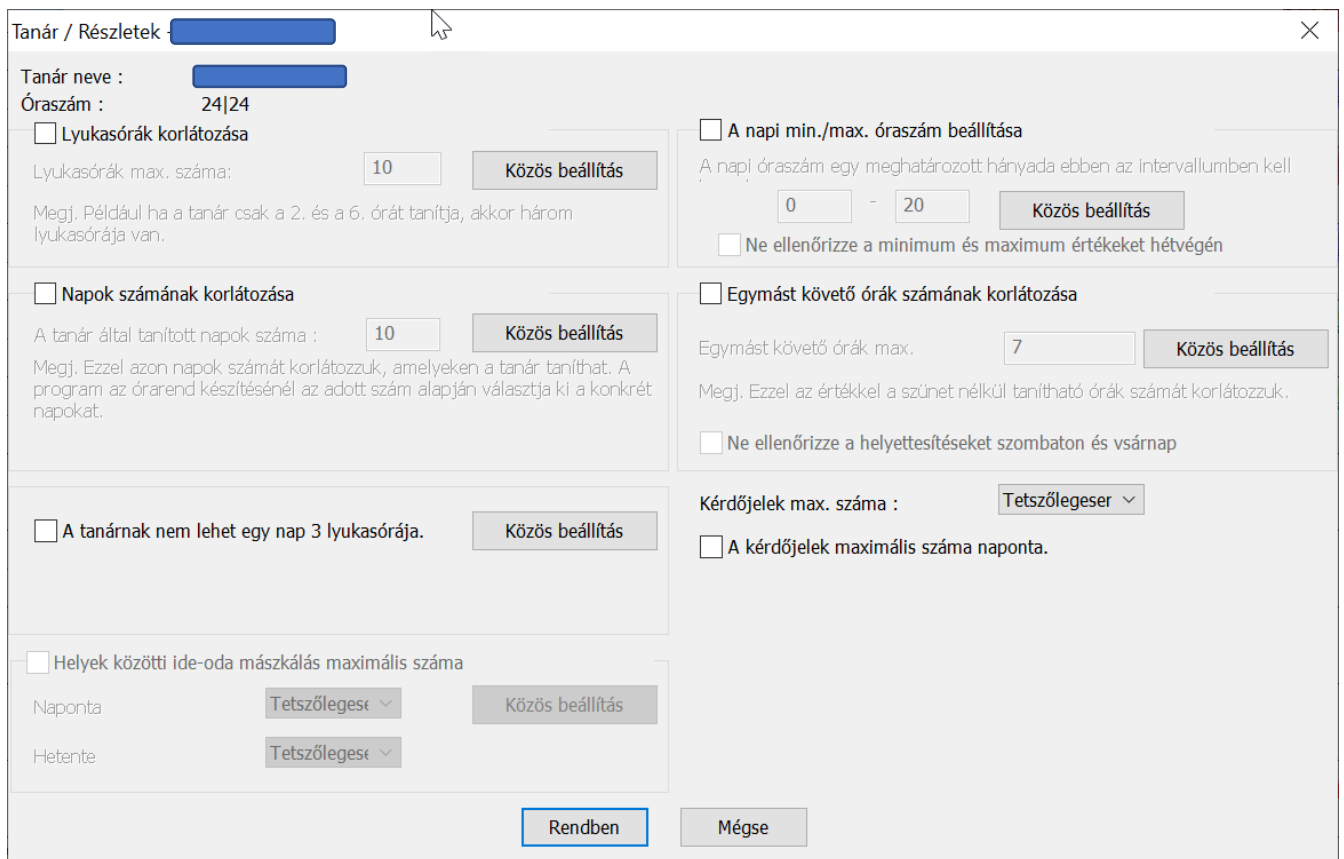 Tanár / Részletek -
Tanár neve :
Óraszám : 24|24
Lyukasórák korlátozása
Lyukasórák max. száma: 10 Közös beállítás
Megj. Például ha a tanár csak a 2. és a 6. órát tanítja, akkor három
lyukasórája van.
A napi min./max. óraszám beállítása
A napi óraszám egy meghatározott hányada ebben az intervallumben kell
0 - 20 Közös beállítás
Ne ellenőrizze a minimum és maximum értékeket hétvégén
Napok számának korlátozása
A tanár által tanított napok száma : 10 Közös beállítás
Megj. Ezzel azon napok számát korlátozzuk, amelyeken a tanár taníthat. A
program az órarend készítésénél az adott szám alapján választja ki a konkrét
napokat.
Egymást követő órák számának korlátozása
Egymást követő órák max. 7 Közös beállítás
Megj. Ezzel az értékkel a szünet nélkül tanítható órák számát korlátozzuk.
Ne ellenőrizze a helyettesítéseket szombaton és vsárnap
A tanárnak nem lehet egy nap 3 lyukasórája. Közös beállítás
Kérdőjelek max. száma : Tetszőlegeser
A kérdőjelek maximális száma naponta.
Helyek közötti ide-oda mászkálás maximális száma
Naponta Tetszőlegese Közös beállítás
Hetente Tetszőlegese
Rendben Mégse